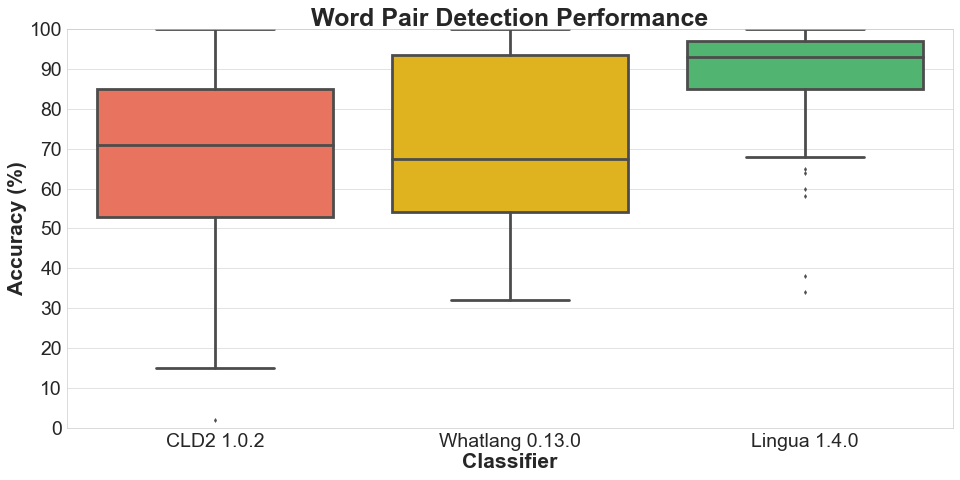 Word Pair Detection Performance
100
90
80
70
60
50
40
30
20
10
0
Accuracy (%)
CLD2 1.0.2
Whatlang 0.13.0
Lingua 1.4.0
Classifier